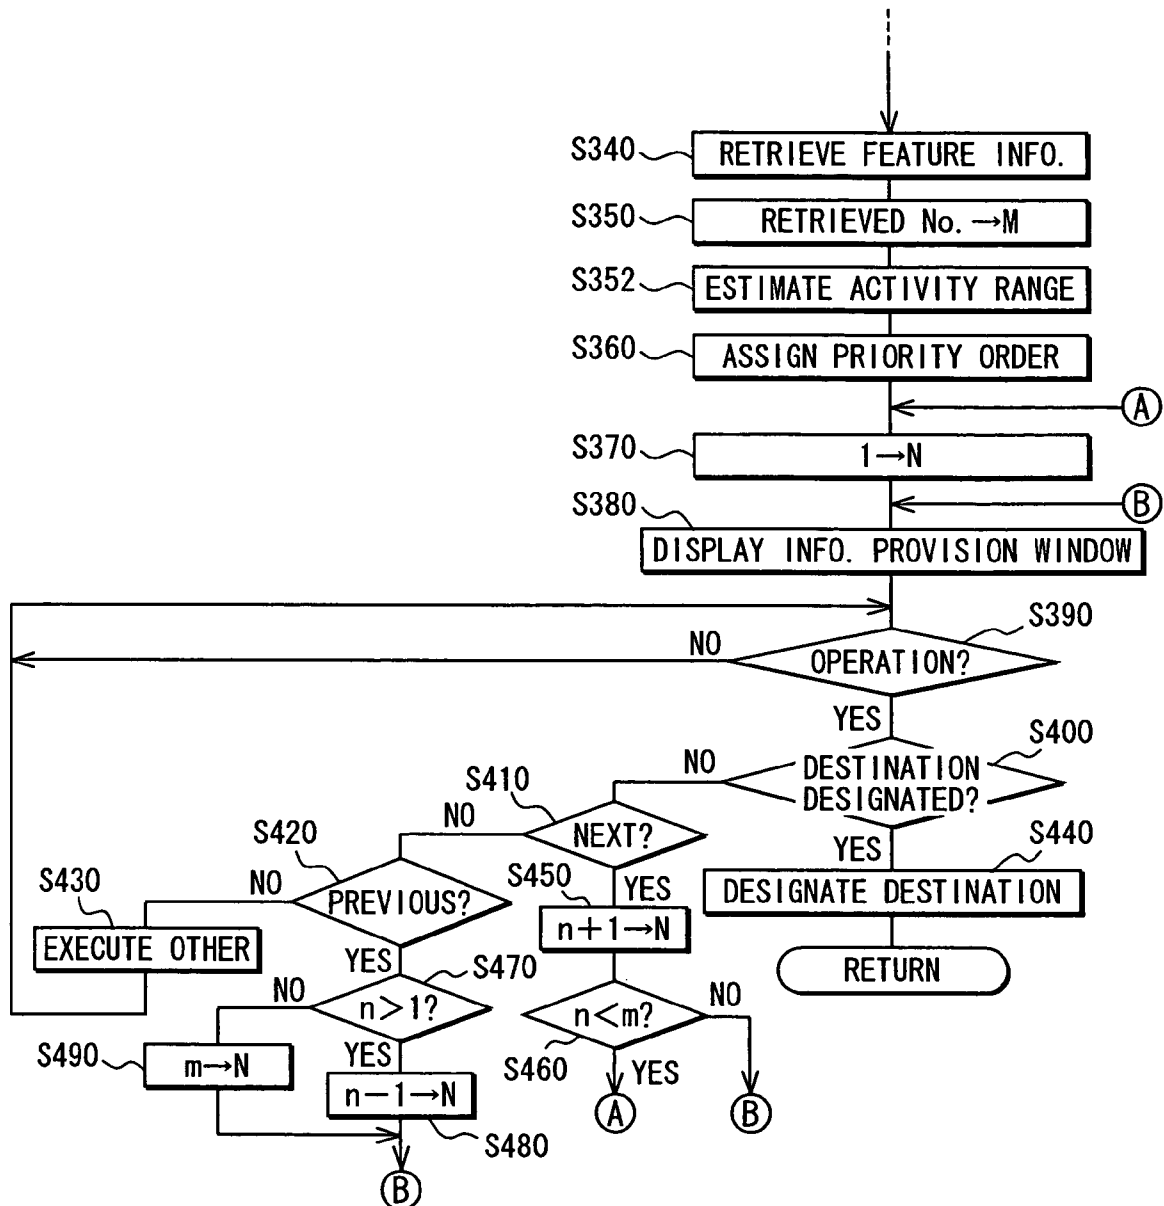 S340
RETRIEVE FEATURE INFO.
S350
RETRIEVED No.→M
S352
ESTIMATE ACTIVITY RANGE
S360
ASSIGN PRIORITY ORDER
A
S370
1→N
B
S380
DISPLAY INFO. PROVISION WINDOW
S390
NO
OPERATION?
YES
S400
NO
DESTINATION
DESIGNATED?
S410
NO
NEXT?
YES
S440
DESIGNATE DESTINATION
RETURN
S420
NO
PREVIOUS?
S450
YES
n+1→N
S430
EXECUTE OTHER
YES
S470
NO
n>1?
n<m?
NO
S460
YES
A
B
S490
m→N
YES
n-1→N
S480
B